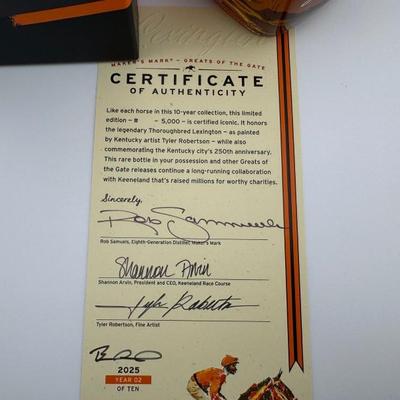 Lexington
MAKER'S MARK® – GREATS OF THE GATE
CERTIFICATE
OF AUTHENTICITY
Like each horse in this 10-year collection, this limited
edition – # - 5,000 – is certified iconic. It honors
the legendary Thoroughbred Lexington – as painted
by Kentucky artist Tyler Robertson – while also
commemorating the Kentucky city's 250th anniversary.
This rare bottle in your possession and other Greats of
the Gate releases continue a long-running collaboration
with Keeneland that's raised millions for worthy charities.
Sincerely,
Rob Samuels
Rob Samuels, Eighth-Generation Distiller, Maker's Mark
Shannon Arvin
Shannon Arvin, President and CEO, Keeneland Race Course
Tyler Robertson
Tyler Robertson, Fine Artist
2025
YEAR 02
OF TEN